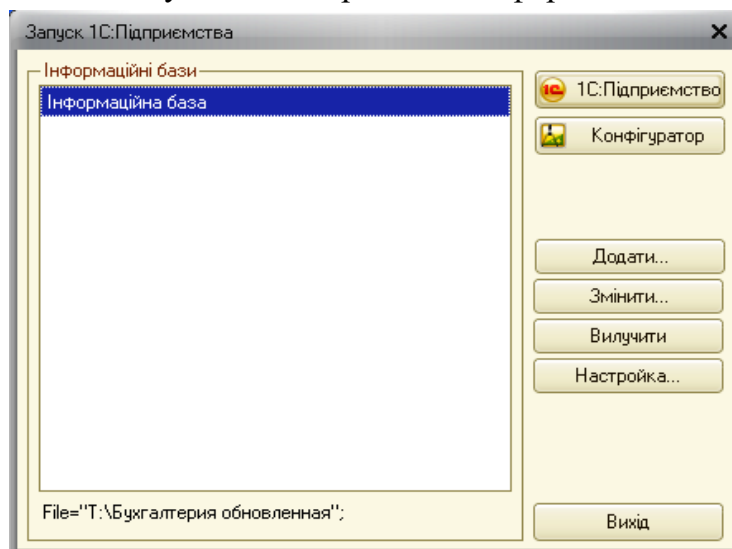 Запуск 1С:Підприємства
Інформаційні бази
Інформаційна база
1С:Підприємство
Конфігуратор
Додати...
Змінити...
Вилучити
Настройка...
File="T:\Бухгалтерия обновленная";
Вихід